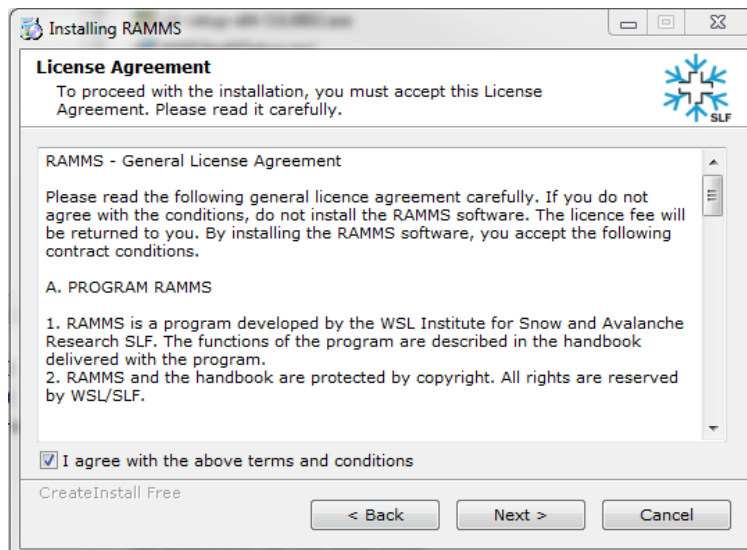 Installing RAMMS
License Agreement
To proceed with the installation, you must accept this License
Agreement. Please read it carefully.
SLF
RAMMS - General License Agreement
Please read the following general licence agreement carefully. If you do not
agree with the conditions, do not install the RAMMS software. The licence fee will
be returned to you. By installing the RAMMS software, you accept the following
contract conditions.
A. PROGRAM RAMMS
1. RAMMS is a program developed by the WSL Institute for Snow and Avalanche
Research SLF. The functions of the program are described in the handbook
delivered with the program.
2. RAMMS and the handbook are protected by copyright. All rights are reserved
by WSL/SLF.
I agree with the above terms and conditions
CreateInstall Free
< Back
Next >
Cancel